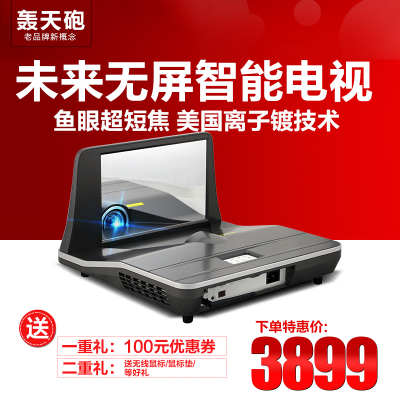 轰天砲
老品牌新概念
未来无屏智能电视
鱼眼超短焦 美国离子镀技术
送
一重礼：100元优惠券
二重礼：送无线鼠标/鼠标垫/
等好礼
下单特惠价：
3899